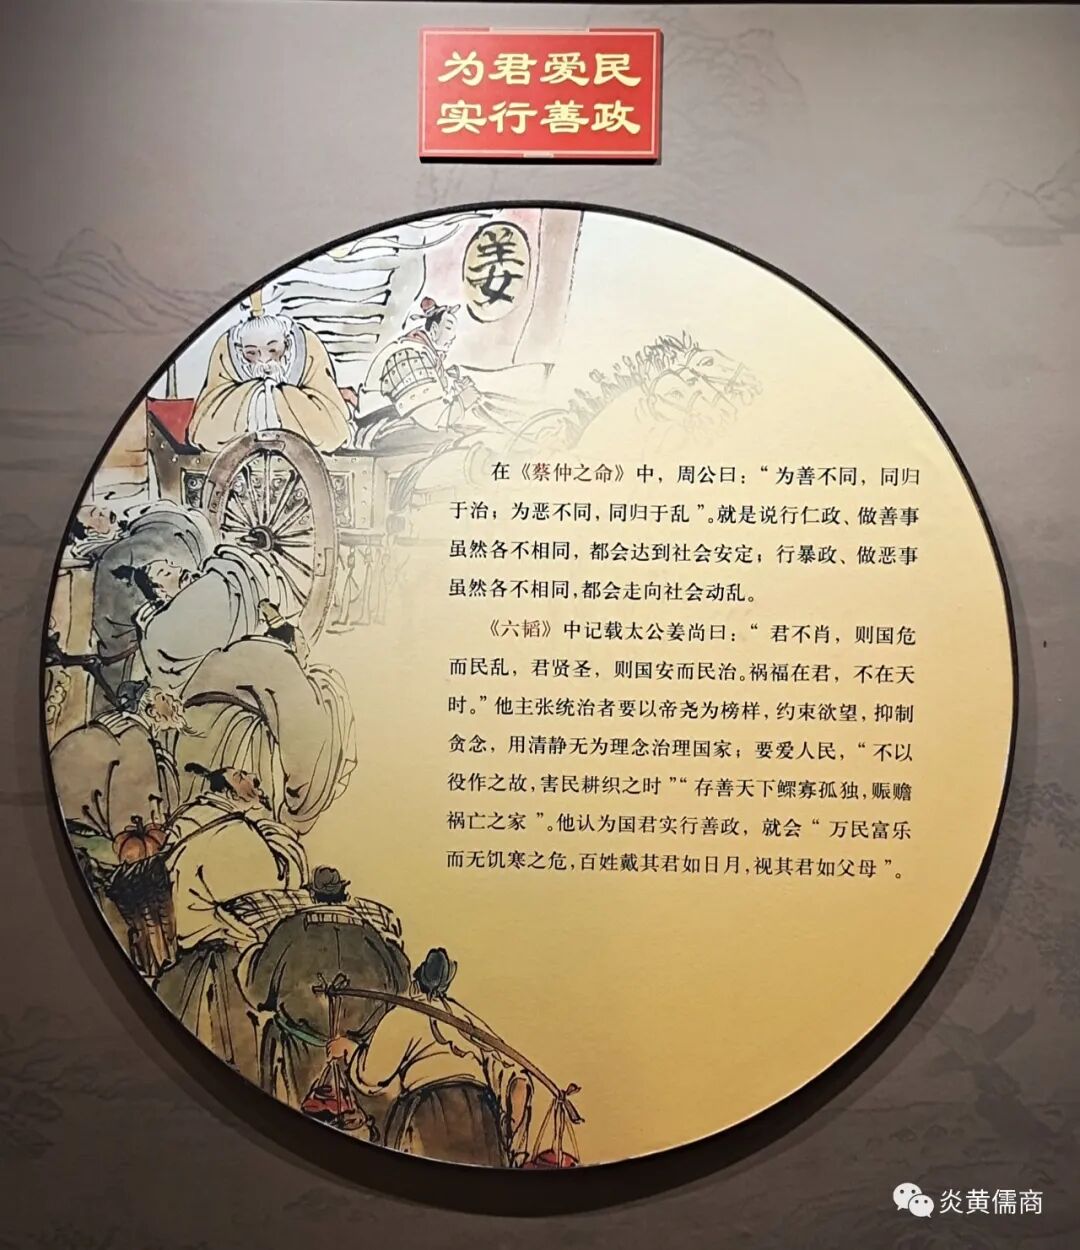 为君爱民
实行善政
姜
在《蔡仲之命》中，周公曰：“为善不同，同归
于治；为恶不同，同归于乱”。就是说行仁政、做善事
虽然各不相同，都会达到社会安定；行暴政、做恶事
虽然各不相同，都会走向社会动乱。
《六韬》中记载太公姜尚曰：“君不肖，则国危
而民乱，君贤圣，则国安而民治。祸福在君，不在天
时。”他主张统治者要以帝尧为榜样，约束欲望，抑制
贪念，用清静无为理念治理国家；要爱人民，“不以
役作之故，害民耕织之时”“存善天下鳏寡孤独，赈赡
祸亡之家”。他认为国君实行善政，就会“万民富乐
而无饥寒之危，百姓戴其君如日月，视其君如父母”。
炎黄儒商